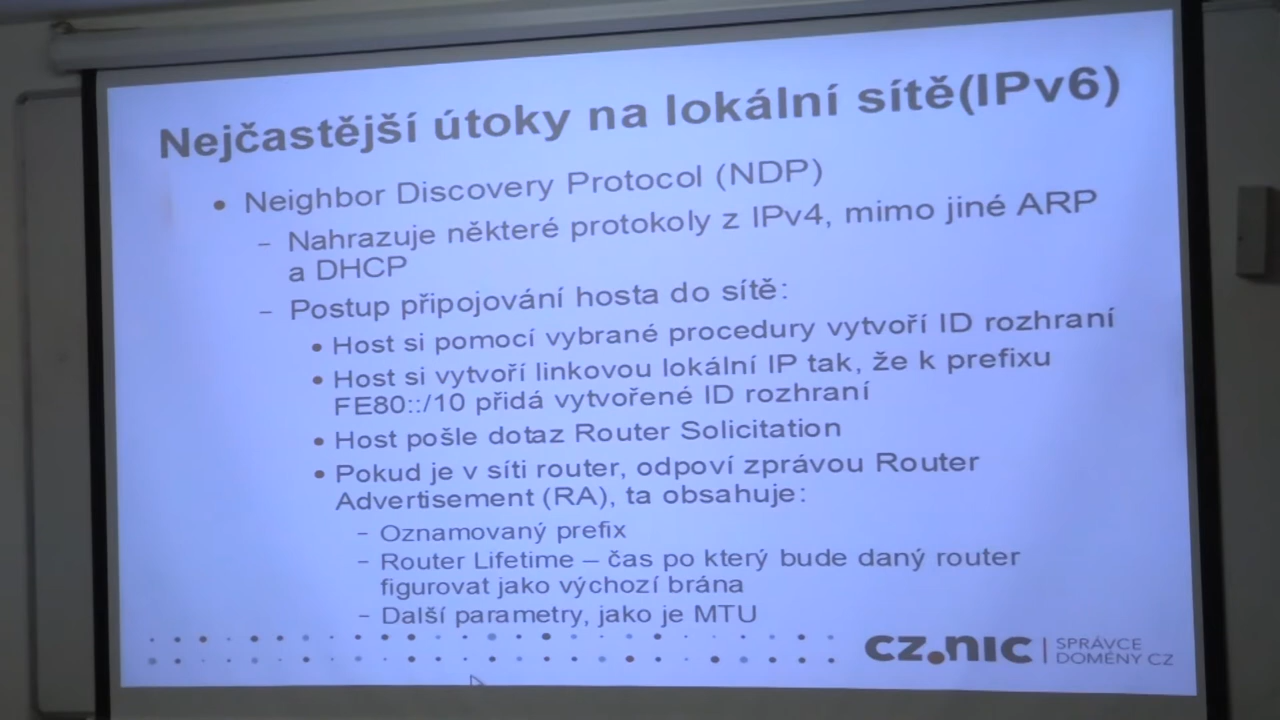 Nejčastější útoky na lokální sítě(IPv6)
• Neighbor Discovery Protocol (NDP)
– Nahrazuje některé protokoly z IPv4, mimo jiné ARP
a DHCP
– Postup připojování hosta do sítě:
• Host si pomocí vybrané procedury vytvoří ID rozhraní
• Host si vytvoří linkovou lokální IP tak, že k prefixu
FE80::/10 přidá vytvořené ID rozhraní
• Host pošle dotaz Router Solicitation
• Pokud je v síti router, odpoví zprávou Router
Advertisement (RA), ta obsahuje:
– Oznamovaný prefix
– Router Lifetime – čas po který bude daný router
figurovat jako výchozí brána
– Další parametry, jako je MTU
CZ.NIC | SPRÁVCE
DOMÉNY CZ